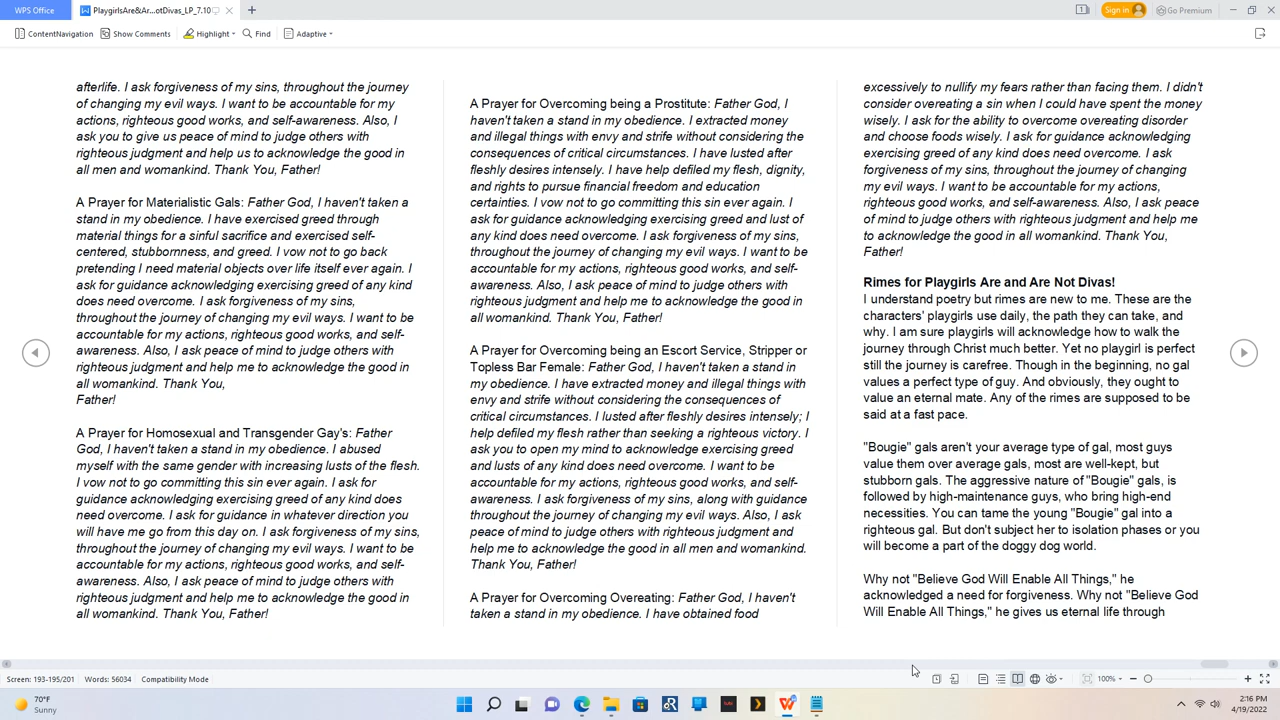 WPS Office
PlaygirlsAre&Ar...otDivas_LP_7.10
Sign in
Go Premium
ContentNavigation
Show Comments
Highlight
Find
Adaptive
afterlife. I ask forgiveness of my sins, throughout the journey
of changing my evil ways. I want to be accountable for my
actions, righteous good works, and self-awareness. Also, I
ask you to give us peace of mind to judge others with
righteous judgment and help us to acknowledge the good in
all men and womankind. Thank You, Father!
A Prayer for Materialistic Gals: Father God, I haven't taken a
stand in my obedience. I have exercised greed through
material things for a sinful sacrifice and exercised self-
centered, stubbornness, and greed. I vow not to go back
pretending I need material objects over life itself ever again. I
ask for guidance acknowledging exercising greed of any kind
does need overcome. I ask forgiveness of my sins,
throughout the journey of changing my evil ways. I want to be
accountable for my actions, righteous good works, and self-
awareness. Also, I ask peace of mind to judge others with
righteous judgment and help me to acknowledge the good in
all womankind. Thank You,
Father!
A Prayer for Homosexual and Transgender Gay's: Father
God, I haven't taken a stand in my obedience. I abused
myself with the same gender with increasing lusts of the flesh.
I vow not to go committing this sin ever again. I ask for
guidance acknowledging exercising greed of any kind does
need overcome. I ask for guidance in whatever direction you
will have me go from this day on. I ask forgiveness of my sins,
throughout the journey of changing my evil ways. I want to be
accountable for my actions, righteous good works, and self-
awareness. Also, I ask peace of mind to judge others with
righteous judgment and help me to acknowledge the good in
all womankind. Thank You, Father!
A Prayer for Overcoming being a Prostitute: Father God, I
haven't taken a stand in my obedience. I extracted money
and illegal things with envy and strife without considering the
consequences of critical circumstances. I have lusted after
fleshly desires intensely. I have help defiled my flesh, dignity,
and rights to pursue financial freedom and education
certainties. I vow not to go committing this sin ever again. I
ask for guidance acknowledging exercising greed and lust of
any kind does need overcome. I ask forgiveness of my sins,
throughout the journey of changing my evil ways. I want to be
accountable for my actions, righteous good works, and self-
awareness. Also, I ask peace of mind to judge others with
righteous judgment and help me to acknowledge the good in
all womankind. Thank You, Father!
A Prayer for Overcoming being an Escort Service, Stripper or
Topless Bar Female: Father God, I haven't taken a stand in
my obedience. I have extracted money and illegal things with
envy and strife without considering the consequences of
critical circumstances. I lusted after fleshly desires intensely; I
help defiled my flesh rather than seeking a righteous victory. I
ask you to open my mind to acknowledge exercising greed
and lusts of any kind does need overcome. I want to be
accountable for my actions, righteous good works, and self-
awareness. I ask forgiveness of my sins, along with guidance
throughout the journey of changing my evil ways. Also, I ask
peace of mind to judge others with righteous judgment and
help me to acknowledge the good in all men and womankind.
Thank You, Father!
A Prayer for Overcoming Overeating: Father God, I haven't
taken a stand in my obedience. I have obtained food
excessively to nullify my fears rather than facing them. I didn't
consider overeating a sin when I could have spent the money
wisely. I ask for the ability to overcome overeating disorder
and choose foods wisely. I ask for guidance acknowledging
exercising greed of any kind does need overcome. I ask
forgiveness of my sins, throughout the journey of changing
my evil ways. I want to be accountable for my actions,
righteous good works, and self-awareness. Also, I ask peace
of mind to judge others with righteous judgment and help me
to acknowledge the good in all womankind. Thank You,
Father!
Rimes for Playgirls Are and Are Not Divas!
I understand poetry but rimes are new to me. These are the
characters' playgirls use daily, the path they can take, and
why. I am sure playgirls will acknowledge how to walk the
journey through Christ much better. Yet no playgirl is perfect
still the journey is carefree. Though in the beginning, no gal
values a perfect type of guy. And obviously, they ought to
value an eternal mate. Any of the rimes are supposed to be
said at a fast pace.
"Bougie" gals aren't your average type of gal, most guys
value them over average gals, most are well-kept, but
stubborn gals. The aggressive nature of "Bougie" gals, is
followed by high-maintenance guys, who bring high-end
necessities. You can tame the young "Bougie" gal into a
righteous gal. But don't subject her to isolation phases or you
will become a part of the doggy dog world.
Why not "Believe God Will Enable All Things," he
acknowledged a need for forgiveness. Why not "Believe God
Will Enable All Things," he gives us eternal life through
Screen: 193-195/201
Words: 56034
Compatibility Mode
100%
70°F
Sunny
2:16 PM
4/19/2022